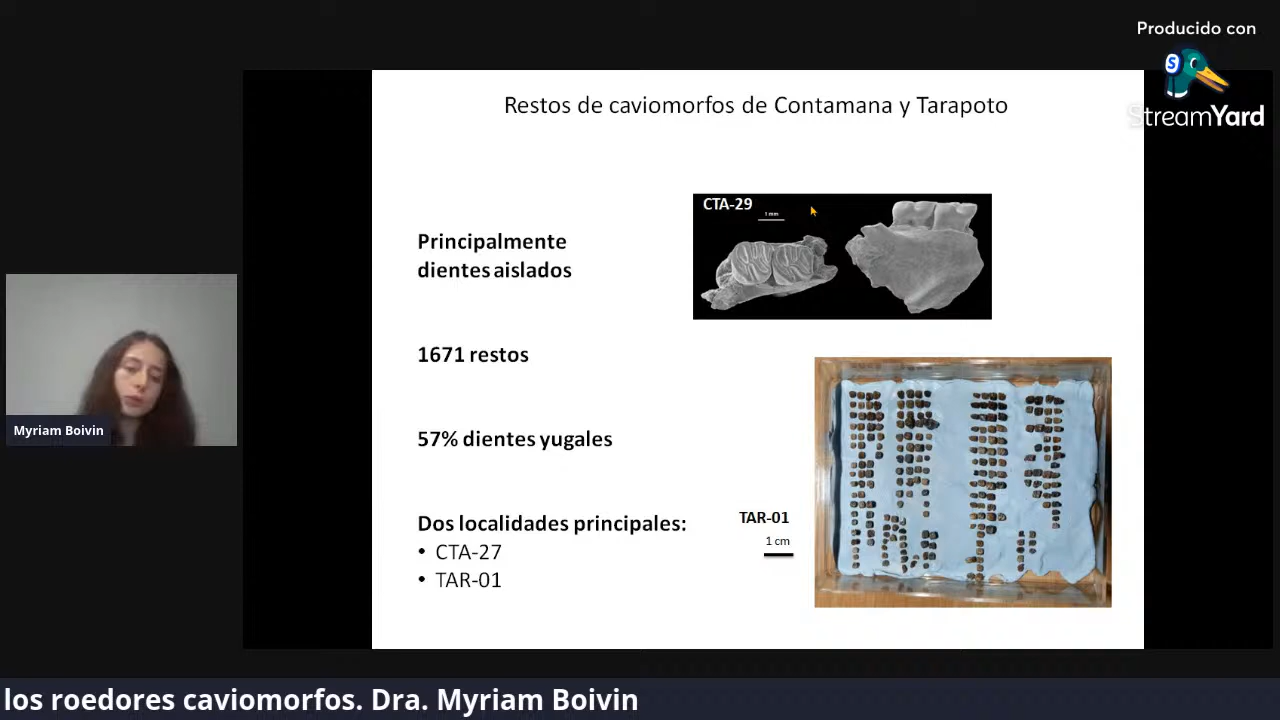 Producido con
StreamYard
Restos de caviomorfos de Contamana y Tarapoto
CTA-29
1 mm
Principalmente
dientes aislados
1671 restos
57% dientes yugales
Dos localidades principales:
• CTA-27
• TAR-01
TAR-01
1 cm
Myriam Boivin
los roedores caviomorfos. Dra. Myriam Boivin